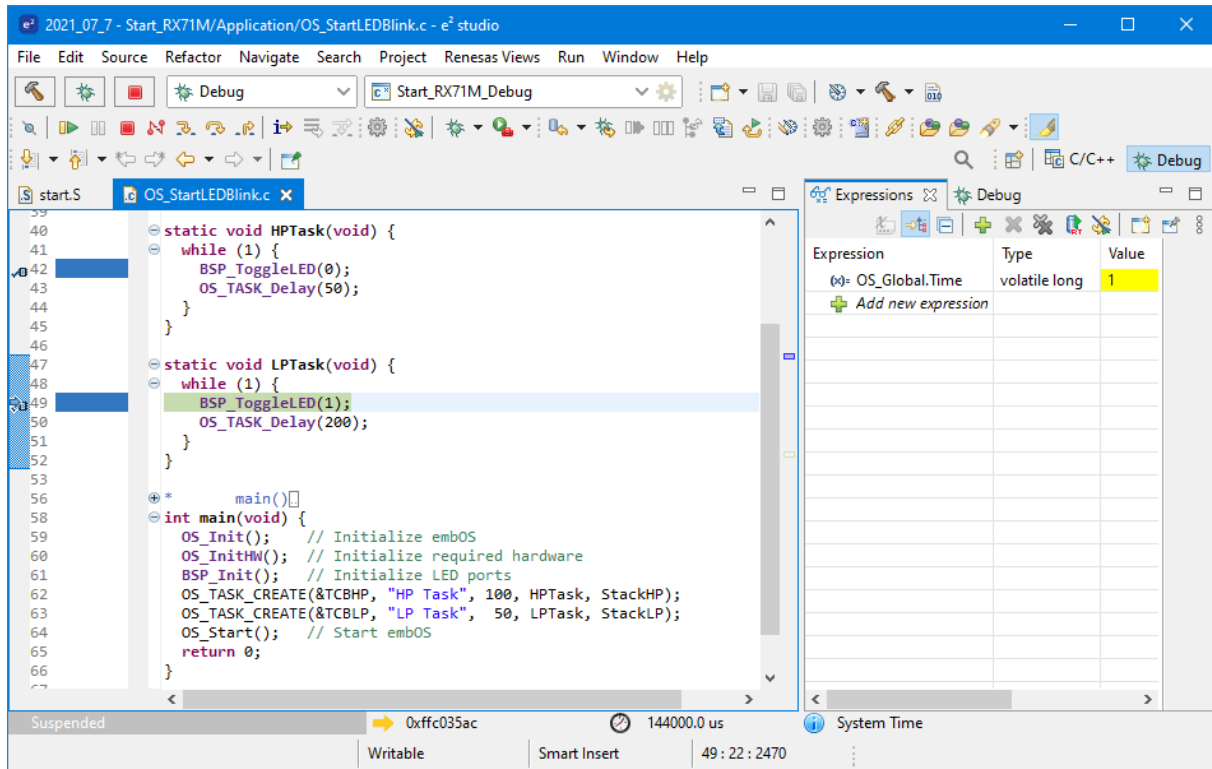 2021_07_7 - Start_RX71M/Application/OS_StartLEDBlink.c - e² studio
File Edit Source Refactor Navigate Search Project Renesas Views Run Window Help
Debug Start_RX71M_Debug
C/C++ Debug
start.S OS_StartLEDBlink.c Expressions Debug
39
40 static void HPTask(void) {
41 while (1) {
42 BSP_ToggleLED(0);
43 OS_TASK_Delay(50);
44 }
45 }
46
47 static void LPTask(void) {
48 while (1) {
49 BSP_ToggleLED(1);
50 OS_TASK_Delay(200);
51 }
52 }
53
56 * main()
58 int main(void) {
59 OS_Init(); // Initialize embOS
60 OS_InitHW(); // Initialize required hardware
61 BSP_Init(); // Initialize LED ports
62 OS_TASK_CREATE(&TCBHP, "HP Task", 100, HPTask, StackHP);
63 OS_TASK_CREATE(&TCBLP, "LP Task", 50, LPTask, StackLP);
64 OS_Start(); // Start embOS
65 return 0;
66 }
67
Expression Type Value
(x)= OS_Global.Time volatile long 1
Add new expression
Suspended 0xffc035ac 144000.0 us System Time
Writable Smart Insert 49 : 22 : 2470